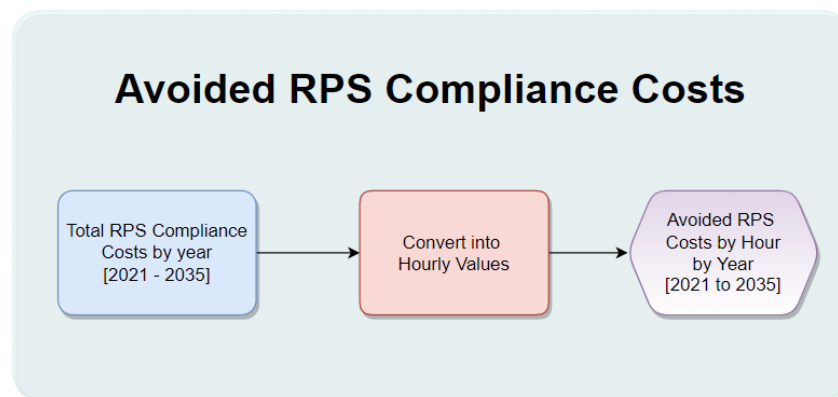 Avoided RPS Compliance Costs
Total RPS Compliance
Costs by year
[2021 - 2035]
Convert into
Hourly Values
Avoided RPS
Costs by Hour
by Year
[2021 to 2035]